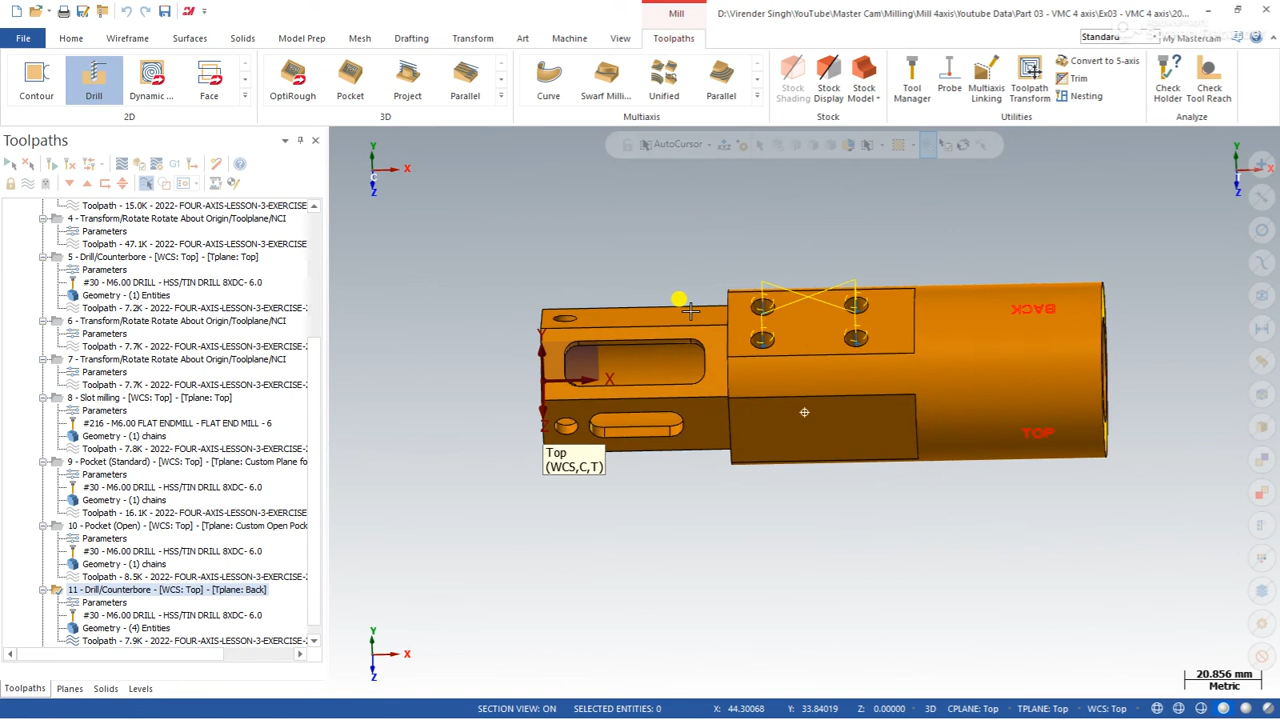 Mill
D:\Virender Singh\YouTube\Master Cam\Milling\Mill 4axis\Youtube Data\Part 03 - VMC 4 axis\Ex03 - VMC 4 axis\20...
File
Home
Wireframe
Surfaces
Solids
Model Prep
Mesh
Drafting
Transform
Art
Machine
View
Toolpaths
Standard
My Mastercam
Contour
Drill
Dynamic ...
Face
OptiRough
Pocket
Project
Parallel
Curve
Swarf Milli...
Unified
Parallel
Stock Shading
Stock Display
Stock Model
Tool Manager
Probe
Multiaxis Linking
Toolpath Transform
Convert to 5-axis
Trim
Nesting
Check Holder
Check Tool Reach
2D
3D
Multiaxis
Stock
Utilities
Analyze
Toolpaths
AutoCursor
G1
Toolpath - 15.0K - 2022- FOUR-AXIS-LESSON-3-EXERCISE
4 - Transform/Rotate Rotate About Origin/Toolplane/NCI
Parameters
Toolpath - 47.1K - 2022- FOUR-AXIS-LESSON-3-EXERCISE
5 - Drill/Counterbore - [WCS: Top] - [Tplane: Top]
Parameters
#30 - M6.00 DRILL - HSS/TIN DRILL 8XDC- 6.0
Geometry - (1) Entities
Toolpath - 7.2K - 2022- FOUR-AXIS-LESSON-3-EXERCISE-
6 - Transform/Rotate Rotate About Origin/Toolplane/NCI
Parameters
Toolpath - 7.7K - 2022- FOUR-AXIS-LESSON-3-EXERCISE-
7 - Transform/Rotate Rotate About Origin/Toolplane/NCI
Parameters
Toolpath - 7.7K - 2022- FOUR-AXIS-LESSON-3-EXERCISE-
8 - Slot milling - [WCS: Top] - [Tplane: Top]
Parameters
#216 - M6.00 FLAT ENDMILL - FLAT END MILL - 6
Geometry - (1) chains
Toolpath - 7.8K - 2022- FOUR-AXIS-LESSON-3-EXERCISE-
9 - Pocket (Standard) - [WCS: Top] - [Tplane: Custom Plane fo
Parameters
#30 - M6.00 DRILL - HSS/TIN DRILL 8XDC- 6.0
Geometry - (1) chains
Toolpath - 16.1K - 2022- FOUR-AXIS-LESSON-3-EXERCISE
10 - Pocket (Open) - [WCS: Top] - [Tplane: Custom Open Pock
Parameters
#30 - M6.00 DRILL - HSS/TIN DRILL 8XDC- 6.0
Geometry - (1) chains
Toolpath - 8.5K - 2022- FOUR-AXIS-LESSON-3-EXERCISE-
11 - Drill/Counterbore - [WCS: Top] - [Tplane: Back]
Parameters
#30 - M6.00 DRILL - HSS/TIN DRILL 8XDC- 6.0
Geometry - (4) Entities
Toolpath - 7.9K - 2022- FOUR-AXIS-LESSON-3-EXERCISE-
Y
X
C
Z
Y
X
T
Z
BACK
TOP
Y
X
Z
Top
(WCS,C,T)
Y
X
Z
20.856 mm
Metric
Toolpaths
Planes
Solids
Levels
SECTION VIEW: ON
SELECTED ENTITIES: 0
X: 44.30068
Y: 33.84019
Z: 0.00000
3D
CPLANE: Top
TPLANE: Top
WCS: Top